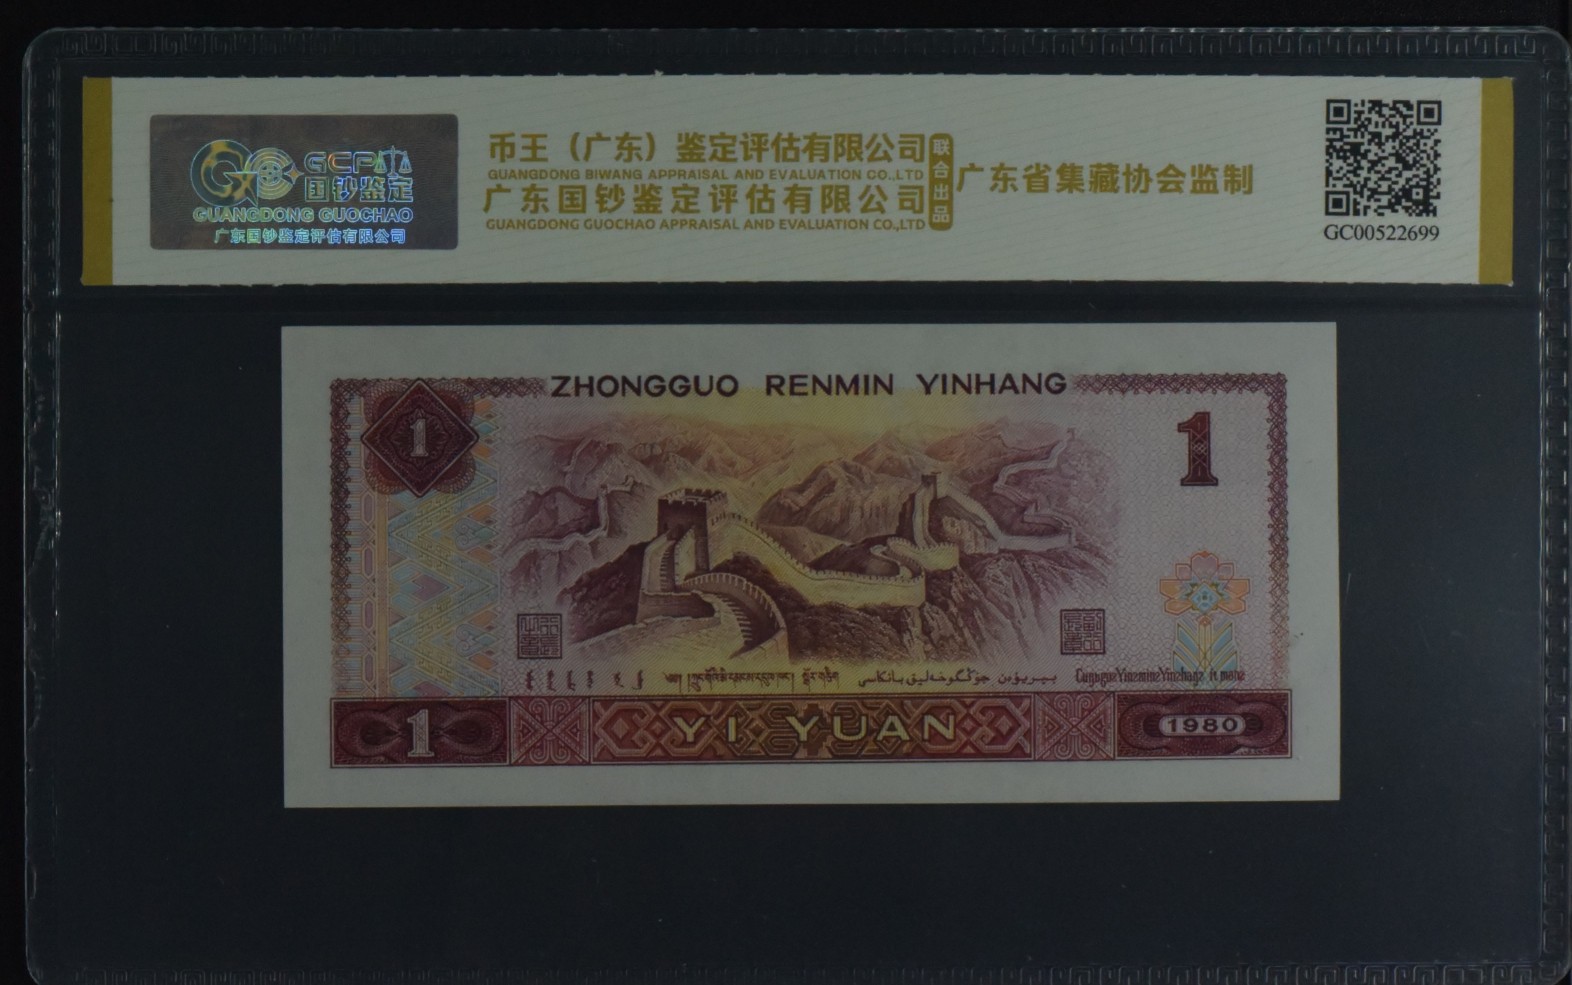 GCPA
国钞鉴定
GUANGDONG GUOCHAO
广东国钞鉴定评估有限公司
币王（广东）鉴定评估有限公司
GUANGDONG BIWANG APPRAISAL AND EVALUATION CO.,LTD
广东国钞鉴定评估有限公司
GUANGDONG GUOCHAO APPRAISAL AND EVALUATION CO.,LTD
联合出品
广东省集藏协会监制
GC00522699
ZHONGGUO RENMIN YINHANG
1
1
1
YI YUAN
1980